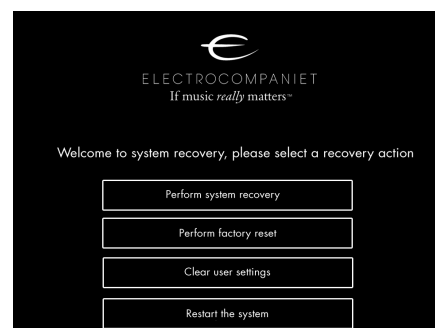 ELECTROCOMPANIET
If music really matters™
Welcome to system recovery, please select a recovery action
Perform system recovery
Perform factory reset
Clear user settings
Restart the system